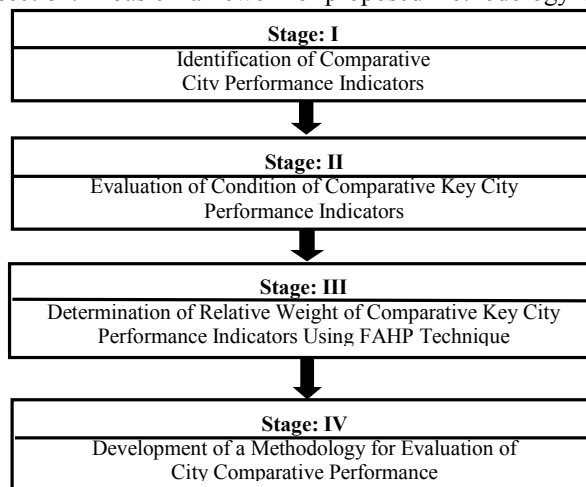 Stage: I
Identification of Comparative
City Performance Indicators
Stage: II
Evaluation of Condition of Comparative Key City
Performance Indicators
Stage: III
Determination of Relative Weight of Comparative Key City
Performance Indicators Using FAHP Technique
Stage: IV
Development of a Methodology for Evaluation of
City Comparative Performance